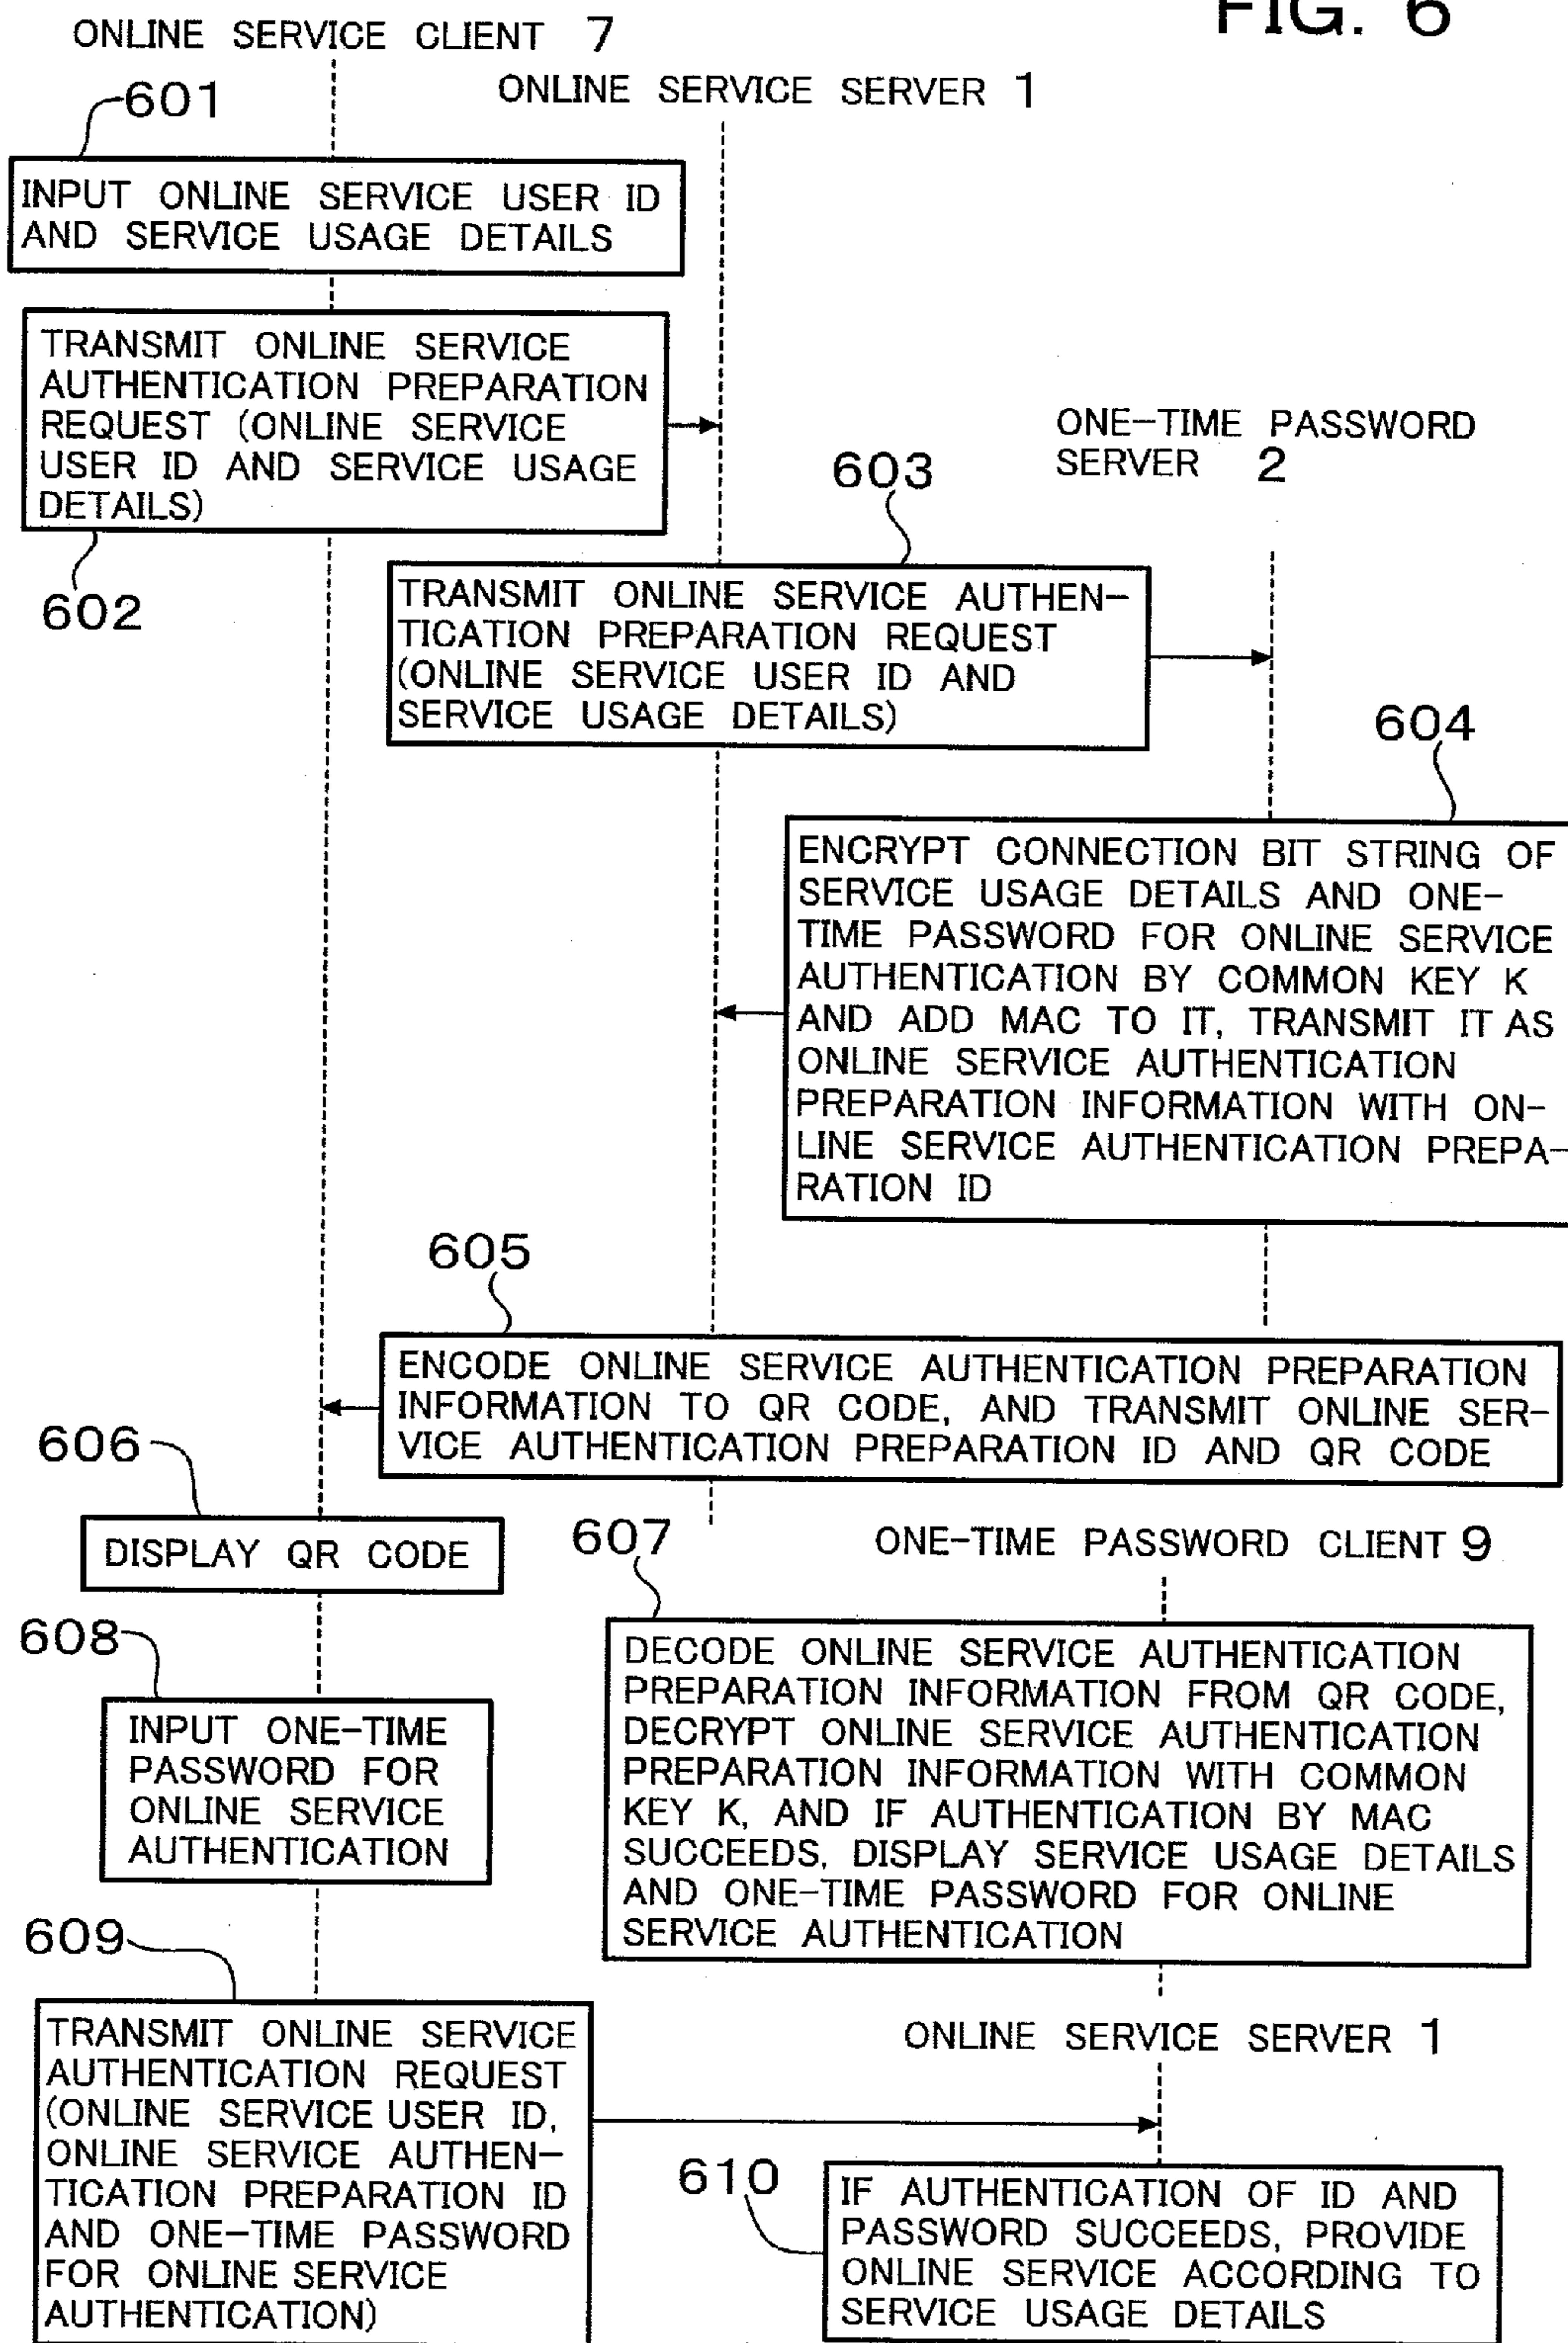 FIG. 6
ONLINE SERVICE CLIENT 7
ONLINE SERVICE SERVER 1
601
INPUT ONLINE SERVICE USER ID
AND SERVICE USAGE DETAILS
TRANSMIT ONLINE SERVICE
AUTHENTICATION PREPARATION
REQUEST (ONLINE SERVICE
USER ID AND SERVICE USAGE
DETAILS)
602
ONE-TIME PASSWORD
SERVER 2
603
TRANSMIT ONLINE SERVICE AUTHEN-
TICATION PREPARATION REQUEST
(ONLINE SERVICE USER ID AND
SERVICE USAGE DETAILS)
604
ENCRYPT CONNECTION BIT STRING OF
SERVICE USAGE DETAILS AND ONE-
TIME PASSWORD FOR ONLINE SERVICE
AUTHENTICATION BY COMMON KEY K
AND ADD MAC TO IT, TRANSMIT IT AS
ONLINE SERVICE AUTHENTICATION
PREPARATION INFORMATION WITH ON-
LINE SERVICE AUTHENTICATION PREPA-
RATION ID
605
ENCODE ONLINE SERVICE AUTHENTICATION PREPARATION
INFORMATION TO QR CODE, AND TRANSMIT ONLINE SER-
VICE AUTHENTICATION PREPARATION ID AND QR CODE
606
DISPLAY QR CODE
607
ONE-TIME PASSWORD CLIENT 9
DECODE ONLINE SERVICE AUTHENTICATION
PREPARATION INFORMATION FROM QR CODE,
DECRYPT ONLINE SERVICE AUTHENTICATION
PREPARATION INFORMATION WITH COMMON
KEY K, AND IF AUTHENTICATION BY MAC
SUCCEEDS, DISPLAY SERVICE USAGE DETAILS
AND ONE-TIME PASSWORD FOR ONLINE
SERVICE AUTHENTICATION
608
INPUT ONE-TIME
PASSWORD FOR
ONLINE SERVICE
AUTHENTICATION
609
TRANSMIT ONLINE SERVICE
AUTHENTICATION REQUEST
(ONLINE SERVICE USER ID,
ONLINE SERVICE AUTHEN-
TICATION PREPARATION ID
AND ONE-TIME PASSWORD
FOR ONLINE SERVICE
AUTHENTICATION)
ONLINE SERVICE SERVER 1
610
IF AUTHENTICATION OF ID AND
PASSWORD SUCCEEDS, PROVIDE
ONLINE SERVICE ACCORDING TO
SERVICE USAGE DETAILS